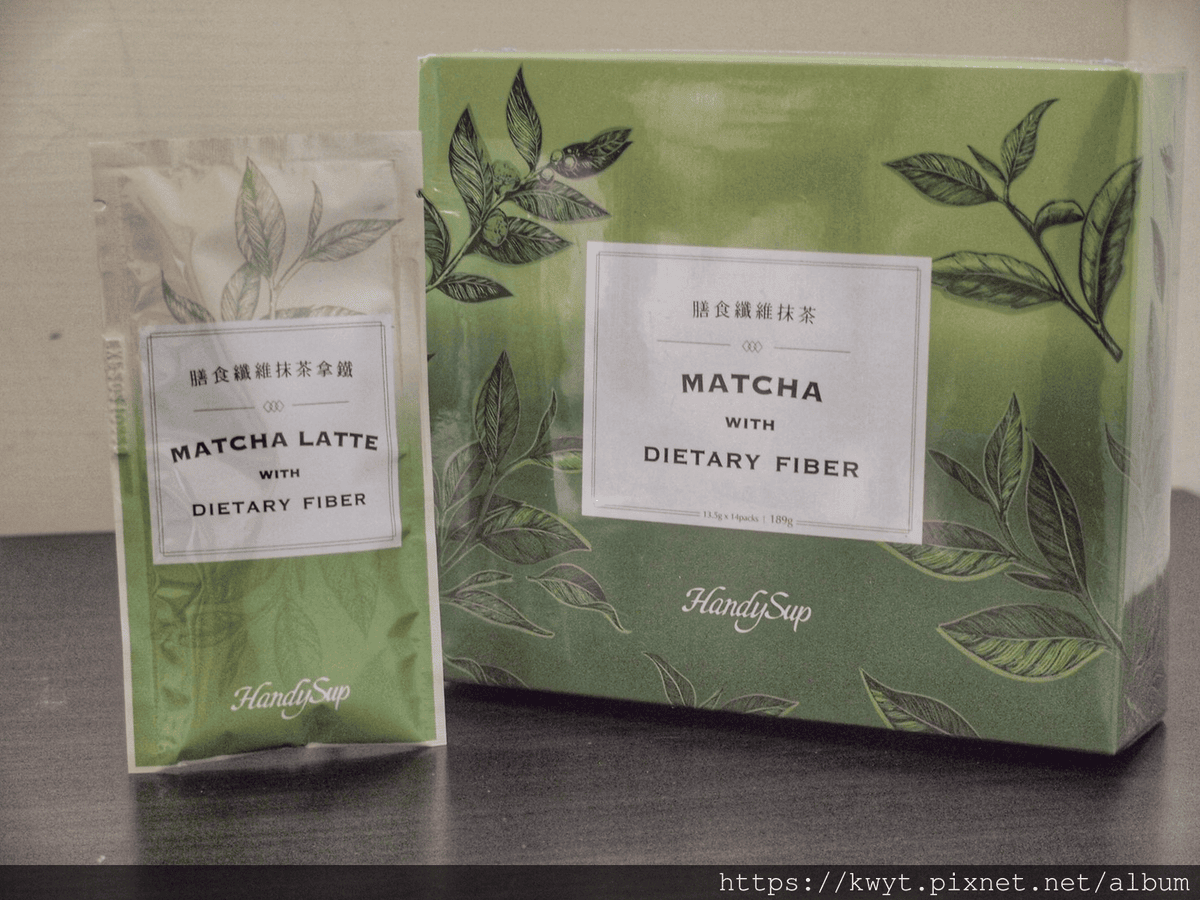 膳食纖維抹茶拿鐵
MATCHA LATTE
WITH
DIETARY FIBER
HandySup
膳食纖維抹茶
MATCHA
WITH
DIETARY FIBER
13.5g x 14packs | 189g
HandySup
https://kwyt.pixnet.net/album